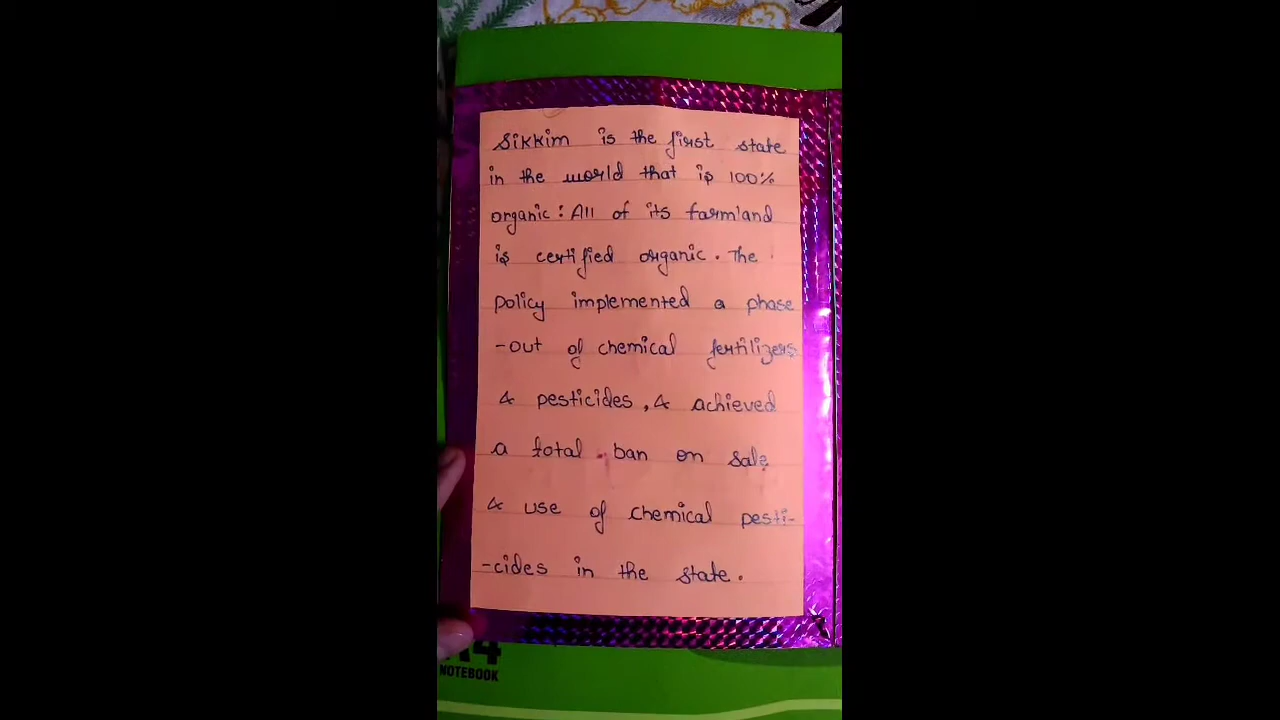 Sikkim is the first state
in the world that is 100%
organic : All of its farmland
is certified organic. The
policy implemented a phase
-out of chemical fertilizers
& pesticides, & achieved
a total ban on sale
& use of chemical pesti-
-cides in the state.
A4
NOTEBOOK